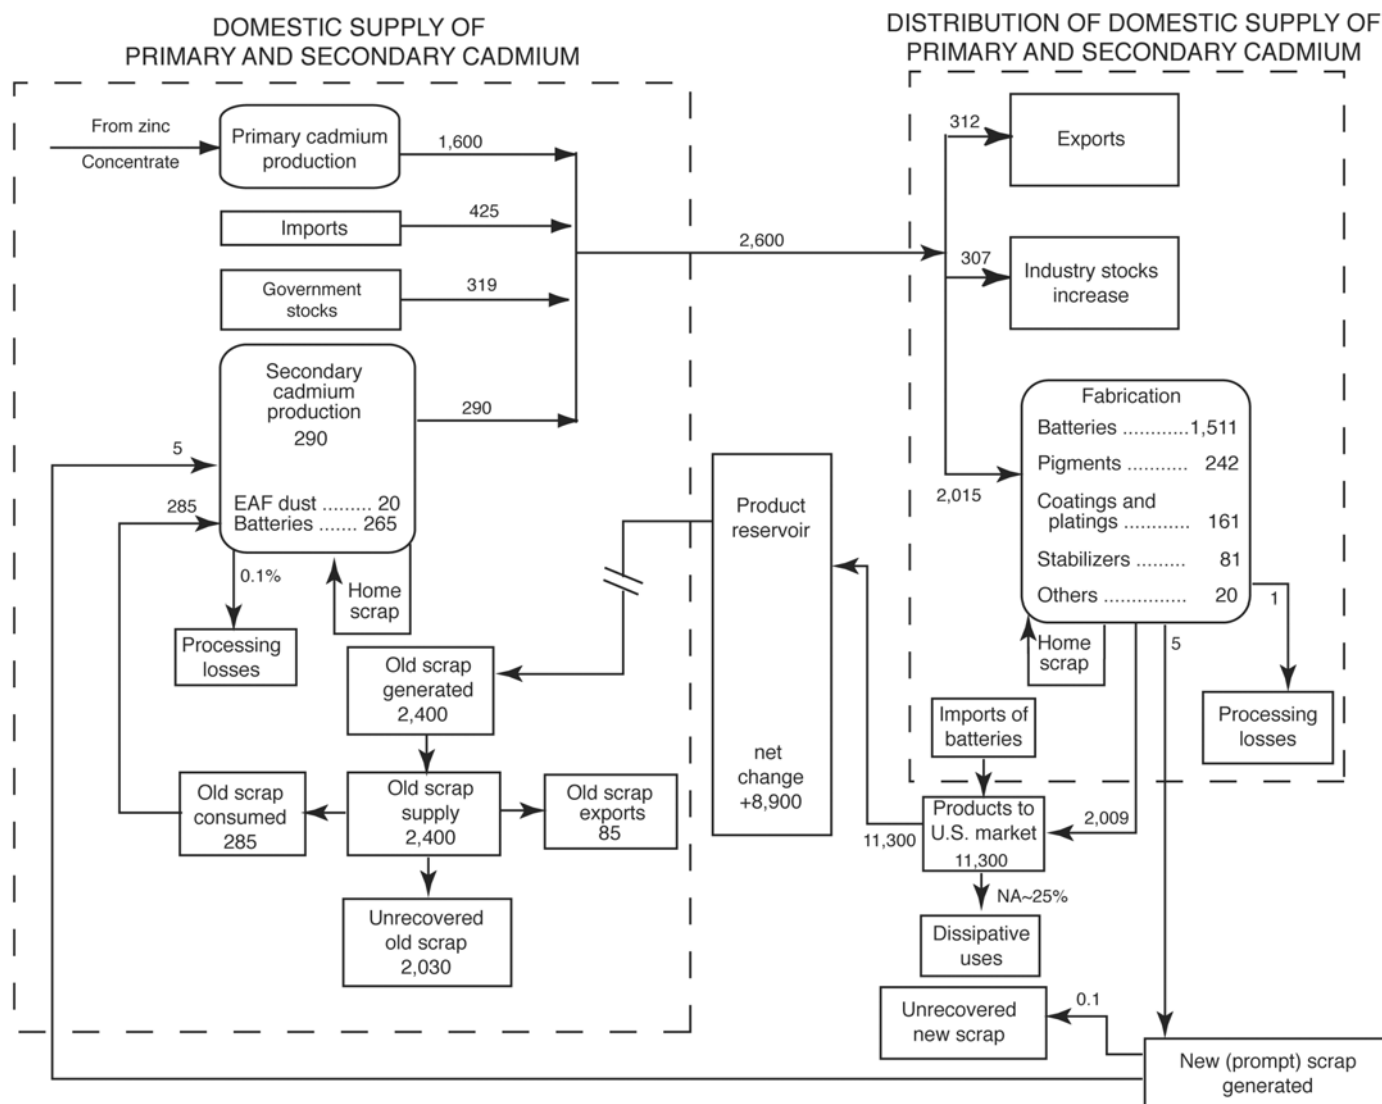 DOMESTIC SUPPLY OF
PRIMARY AND SECONDARY CADMIUM
DISTRIBUTION OF DOMESTIC SUPPLY OF
PRIMARY AND SECONDARY CADMIUM
From zinc
Concentrate
Primary cadmium
production
1,600
Imports
425
Government
stocks
319
Secondary
cadmium
production
290
EAF dust ......... 20
Batteries ....... 265
290
5
285
0.1%
Home
scrap
Processing
losses
Old scrap
generated
2,400
Old scrap
consumed
285
Old scrap
supply
2,400
Old scrap
exports
85
Unrecovered
old scrap
2,030
2,600
Product
reservoir
net
change
+8,900
312
Exports
307
Industry stocks
increase
2,015
Fabrication
Batteries ............1,511
Pigments ........... 242
Coatings and
platings ............ 161
Stabilizers ......... 81
Others ............... 20
1
5
Home
scrap
Processing
losses
Imports of
batteries
Products to
U.S. market
11,300
2,009
11,300
NA~25%
Dissipative
uses
Unrecovered
new scrap
0.1
New (prompt) scrap
generated